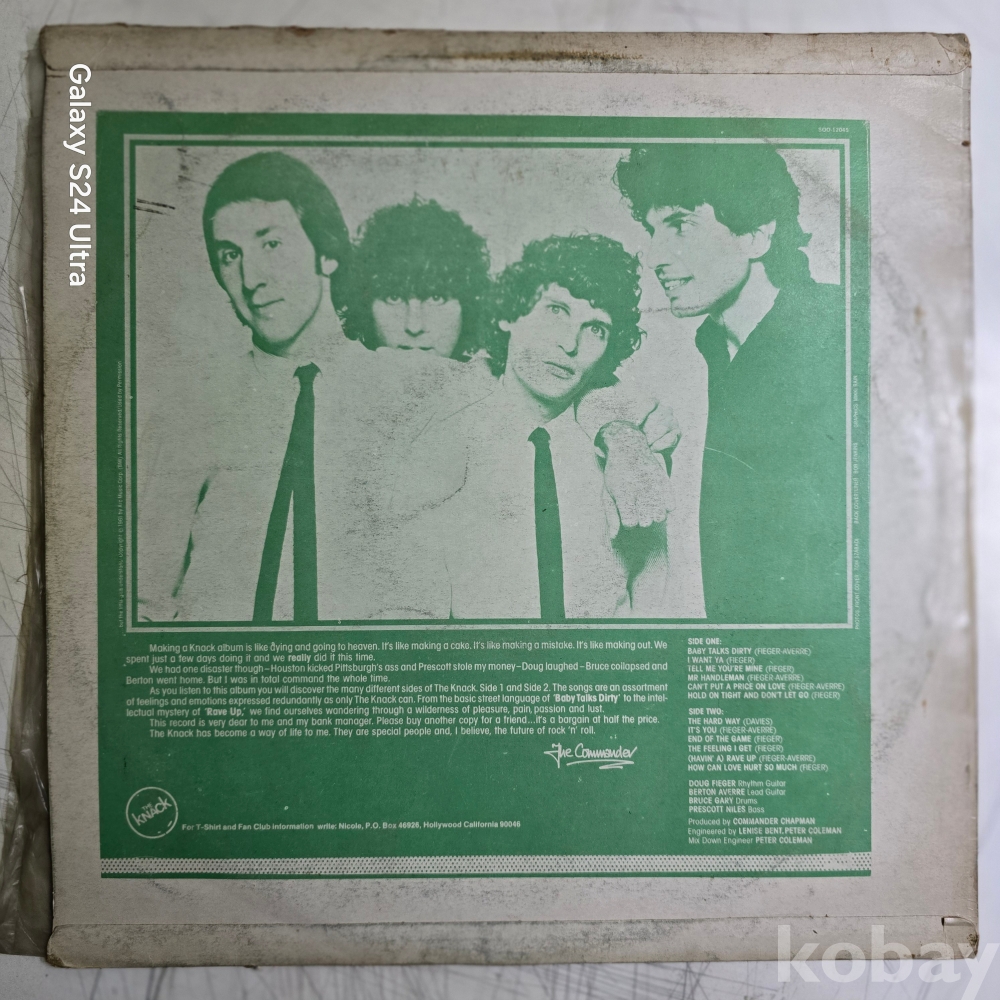 Galaxy S24 Ultra
Making a Knack album is like dying and going to heaven. It's like making a cake. It's like making a mistake. It's like making out. We
spent just a few days doing it and we really did it this time.
We had one disaster though–Houston kicked Pittsburgh's ass and Prescott stole my money–Doug laughed–Bruce collapsed and
Berton went home. But I was in total command the whole time.
As you listen to this album you will discover the many different sides of The Knack. Side 1 and Side 2. The songs are an assortment
of feelings and emotions expressed redundantly as only The Knack can. From the basic street language of 'Baby Talks Dirty' to the intel-
lectual mystery of 'Rave Up,' we find ourselves wandering through a wilderness of pleasure, pain, passion and lust.
This record is very dear to me and my bank manager. Please buy another copy for a friend...it's a bargain at half the price.
The Knack has become a way of life to me. They are special people and, I believe, the future of rock 'n' roll.
The Commander
THE KNACK
For T-Shirt and Fan Club information write: Nicole, P.O. Box 46926, Hollywood California 90046
SIDE ONE:
BABY TALKS DIRTY (FIEGER-AVERRE)
I WANT YA (FIEGER)
TELL ME YOU'RE MINE (FIEGER)
MR HANDLEMAN (FIEGER-AVERRE)
CAN'T PUT A PRICE ON LOVE (FIEGER-AVERRE)
HOLD ON TIGHT AND DON'T LET GO (FIEGER)
SIDE TWO:
THE HARD WAY (DAVIES)
IT'S YOU (FIEGER-AVERRE)
END OF THE GAME (FIEGER)
THE FEELING I GET (FIEGER)
(HAVIN' A) RAVE UP (FIEGER-AVERRE)
HOW CAN LOVE HURT SO MUCH (FIEGER)
DOUG FIEGER Rhythm Guitar
BERTON AVERRE Lead Guitar
BRUCE GARY Drums
PRESCOTT NILES Bass
Produced by COMMANDER CHAPMAN
Engineered by LENISE BENT, PETER COLEMAN
Mix Down Engineer PETER COLEMAN
kobay